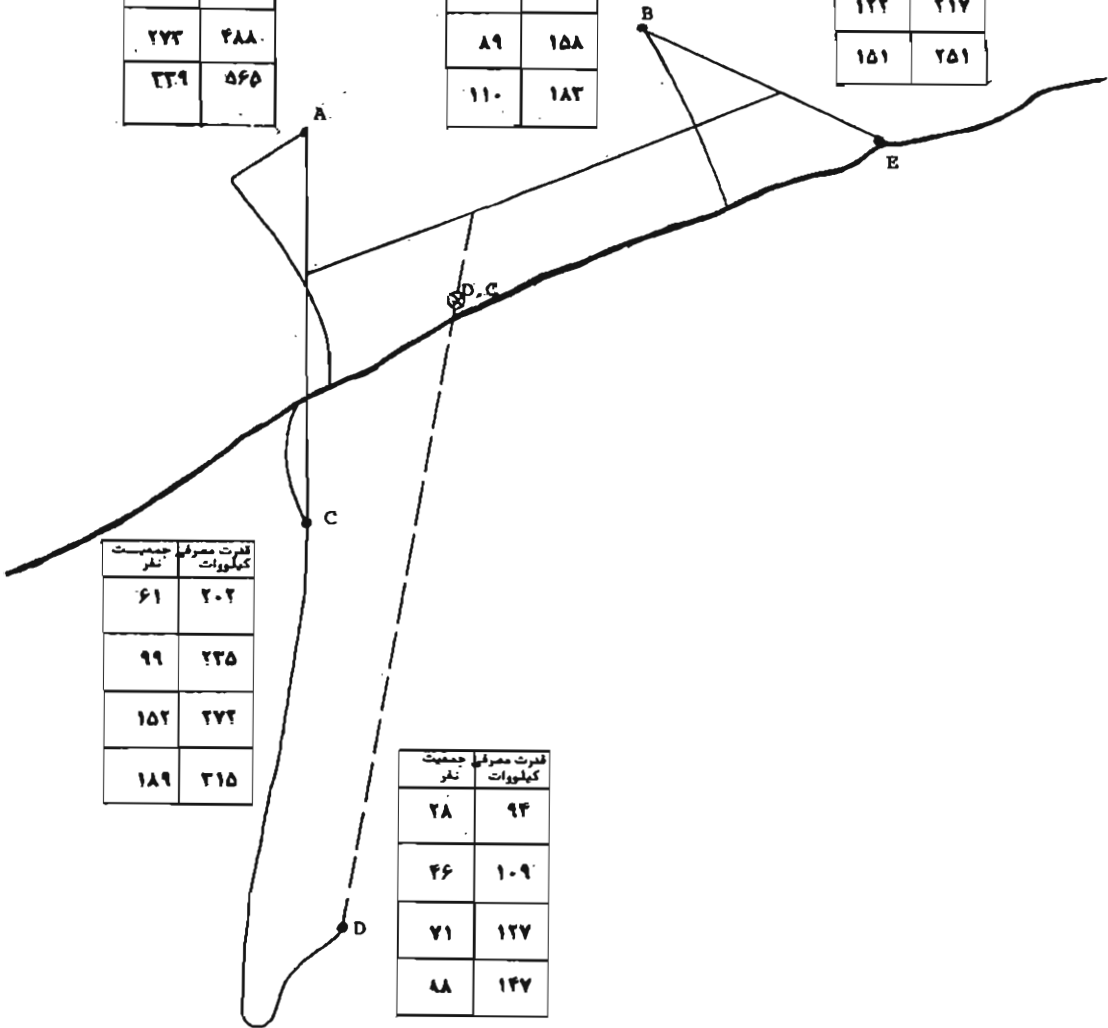 ۱۲۲ ۲۱۷
B
۲۷۳ ۴۸۸
۸۹ ۱۵۸
۱۵۱ ۲۵۱
۳۳۹ ۵۶۵
۱۱۰ ۱۸۳
A
E
D,C
C
جمعیت قدرت مصرفی
نفر کیلووات
۶۱ ۲۰۲
۹۹ ۲۳۵
۱۵۲ ۲۷۲
۱۸۹ ۳۱۵
جمعیت قدرت مصرفی
نفر کیلووات
۲۸ ۹۴
۴۶ ۱۰۹
۷۱ ۱۲۷
۸۸ ۱۴۷
D